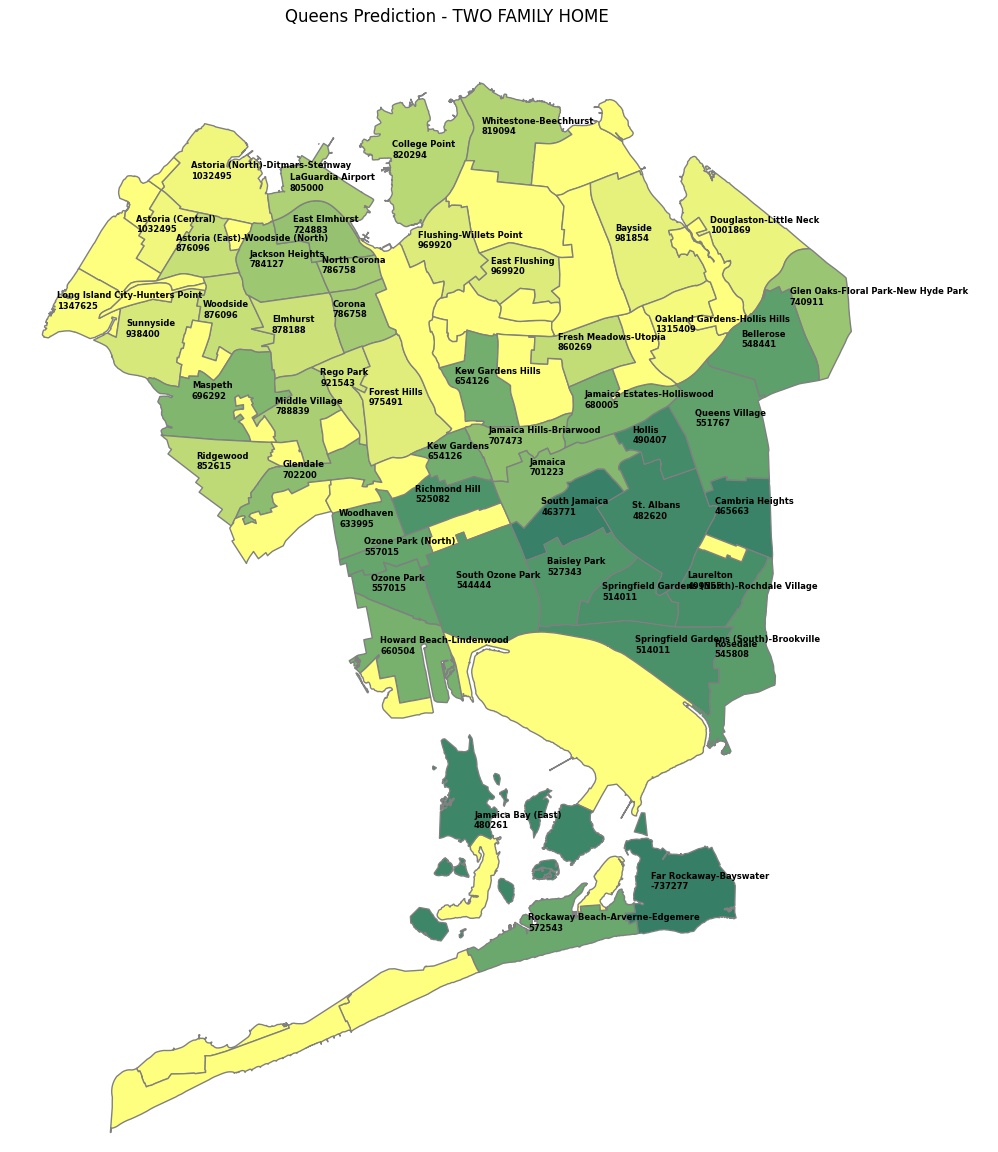 Queens Prediction - TWO FAMILY HOME
Whitestone-Beechhurst
819094
College Point
820294
Astoria (North)-Ditmars-Steinway
1032495
LaGuardia Airport
805000
Astoria (Central)
1032495
East Elmhurst
724883
Douglaston-Little Neck
1001869
Bayside
981854
Flushing-Willets Point
969920
Astoria (East)-Woodside (North)
876096
Jackson Heights
784127
North Corona
786758
East Flushing
969920
Glen Oaks-Floral Park-New Hyde Park
740911
Long Island City-Hunters Point
1347625
Woodside
876096
Corona
786758
Elmhurst
878188
Sunnyside
938400
Oakland Gardens-Hollis Hills
1315409
Bellerose
548441
Fresh Meadows-Utopia
860269
Rego Park
921543
Kew Gardens Hills
654126
Maspeth
696292
Forest Hills
975491
Jamaica Estates-Holliswood
680005
Middle Village
788839
Queens Village
551767
Jamaica Hills-Briarwood
707473
Hollis
490407
Kew Gardens
654126
Ridgewood
852615
Glendale
702200
Jamaica
701223
Richmond Hill
525082
South Jamaica
463771
St. Albans
482620
Cambria Heights
465663
Woodhaven
633995
Ozone Park (North)
557015
Baisley Park
527343
Ozone Park
557015
South Ozone Park
544444
Laurelton
Springfield Gardens (North)-Rochdale Village
514011
Howard Beach-Lindenwood
660504
Springfield Gardens (South)-Brookville
514011
Rosedale
545808
Jamaica Bay (East)
480261
Far Rockaway-Bayswater
-737277
Rockaway Beach-Arverne-Edgemere
572543